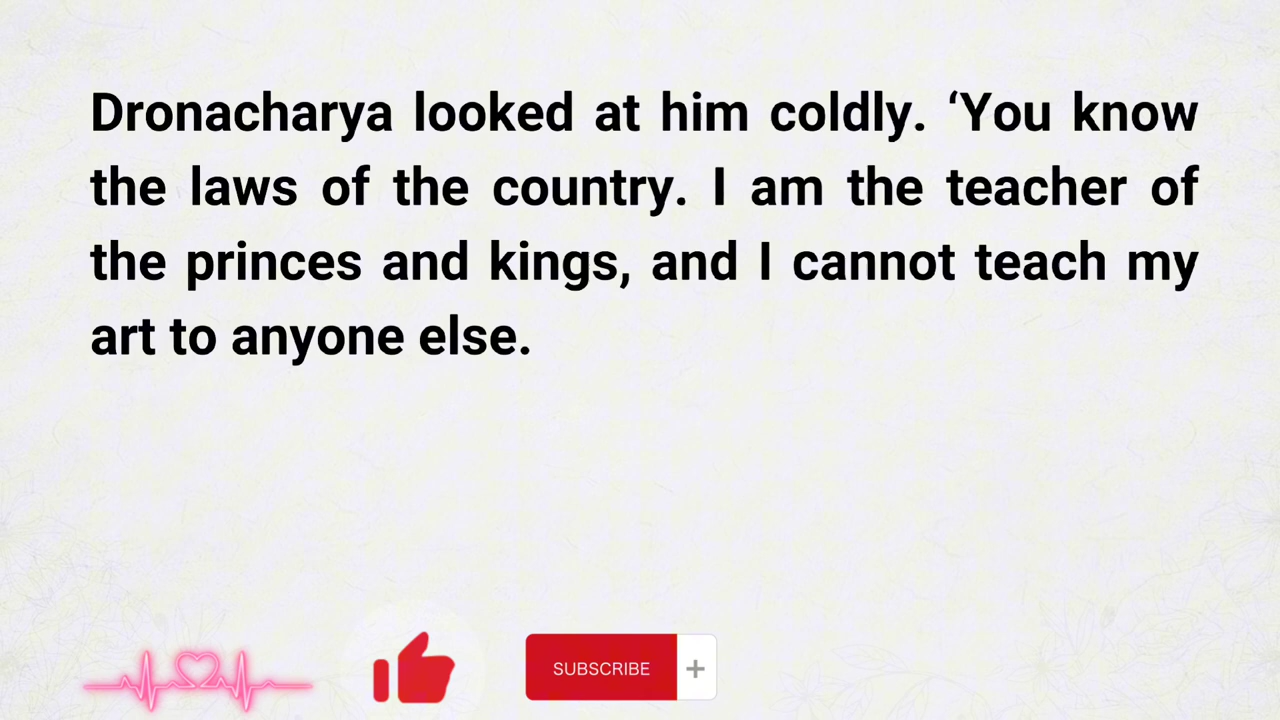 Dronacharya looked at him coldly. ‘You know
the laws of the country. I am the teacher of
the princes and kings, and I cannot teach my
art to anyone else.
SUBSCRIBE +